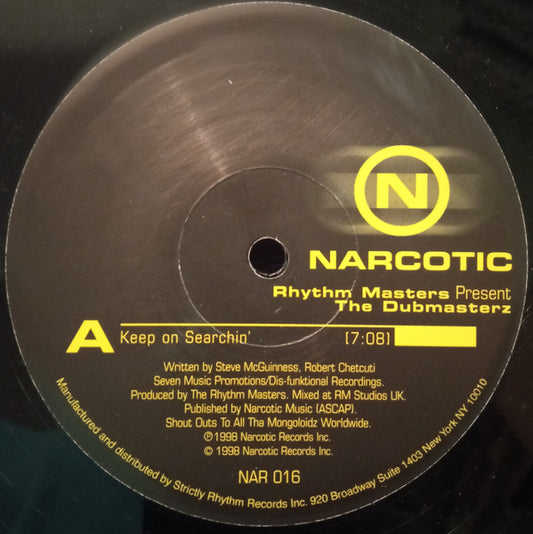 N
NARCOTIC
Rhythm Masters Present
The Dubmasterz
A Keep on Searchin' [7:08]
Written by Steve McGuinness, Robert Chetcuti
Seven Music Promotions/Dis-funktional Recordings.
Produced by The Rhythm Masters. Mixed at RM Studios UK.
Published by Narcotic Music (ASCAP).
Shout Outs To All Tha Mongoloidz Worldwide.
℗ 1998 Narcotic Records Inc.
© 1998 Narcotic Records Inc.
NAR 016
Manufactured and distributed by Strictly Rhythm Records Inc. 920 Broadway Suite 1403 New York NY 10010